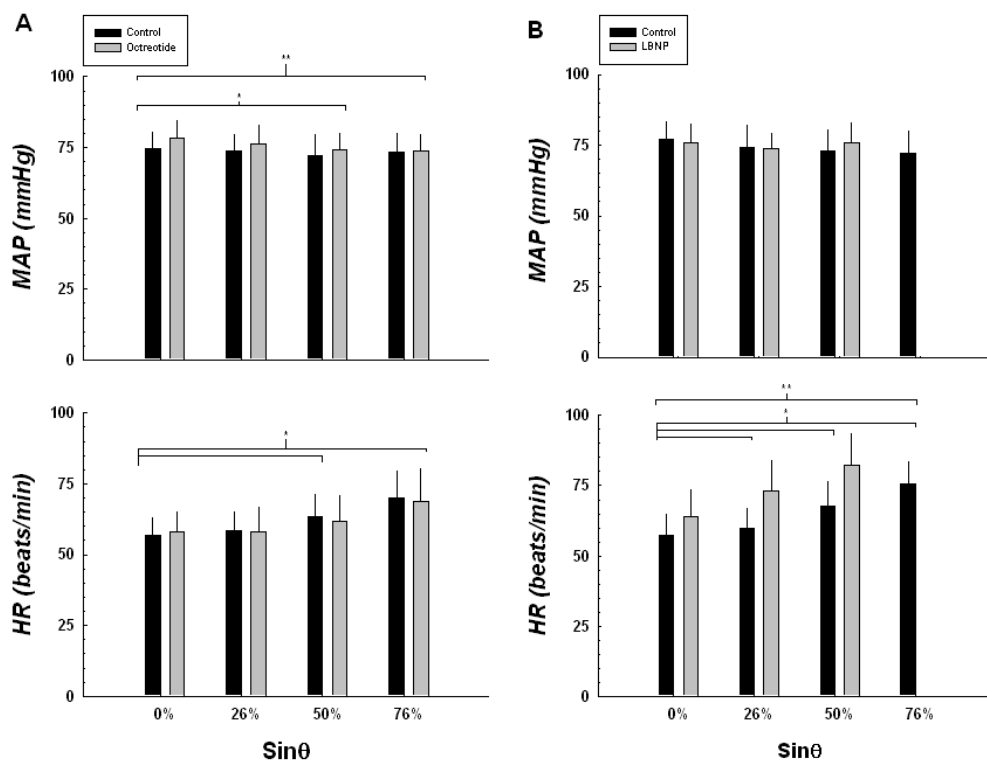 A
Control
Octreotide
**
*
100
75
50
25
0
MAP (mmHg)
B
Control
LBNP
100
75
50
25
0
MAP (mmHg)
*
100
75
50
25
0
HR (beats/min)
0% 26% 50% 76%
Sinθ
**
*
100
75
50
25
0
HR (beats/min)
0% 26% 50% 76%
Sinθ